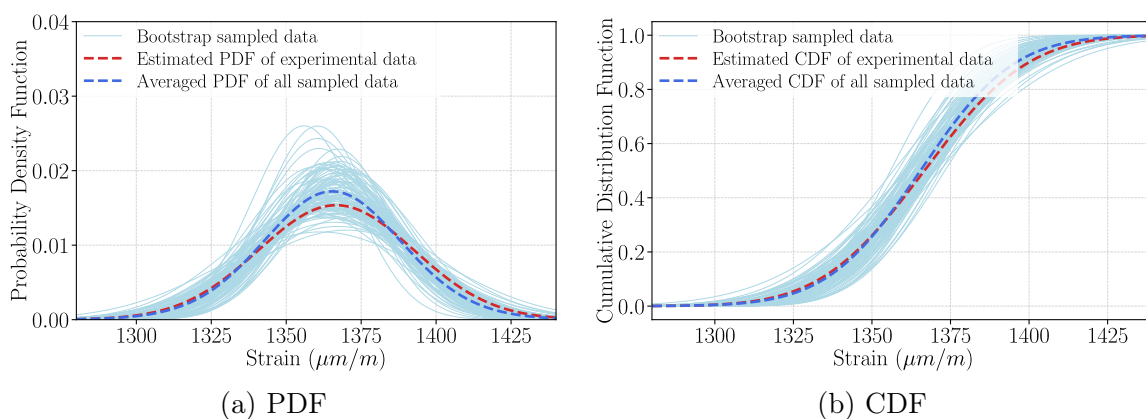 Probability Density Function
0.04
0.03
0.02
0.01
0.00
Bootstrap sampled data
Estimated PDF of experimental data
Averaged PDF of all sampled data
1300 1325 1350 1375 1400 1425
Strain (μm/m)
(a) PDF
Cumulative Distribution Function
1.0
0.8
0.6
0.4
0.2
0.0
Bootstrap sampled data
Estimated CDF of experimental data
Averaged CDF of all sampled data
1300 1325 1350 1375 1400 1425
Strain (μm/m)
(b) CDF